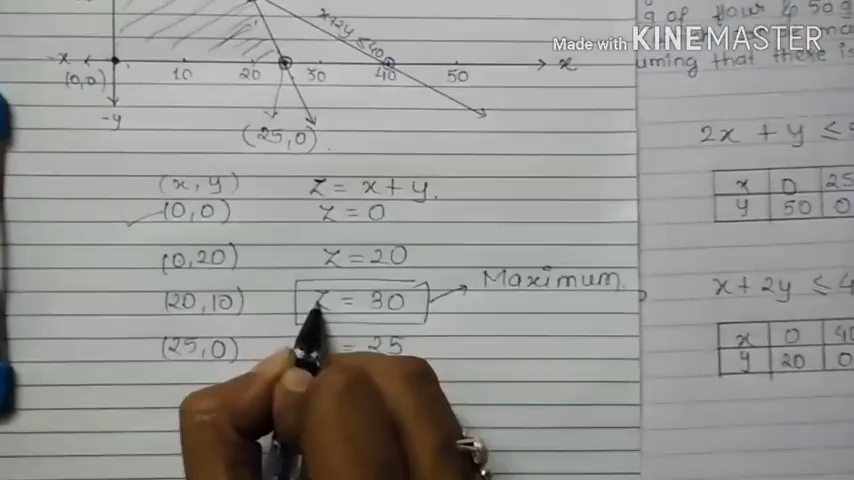 g of flour & 50 g
Made with KINEMASTER
uming that there is
x+2y ≤ 40
-x
x
(0,0)
10 20 30 40 50
-y
(25,0).
2x + y ≤
x 0 25
y 50 0
(x, y) Z = x + y.
(0,0) Z = 0
(0,20) Z = 20
(20,10) Z = 30 Maximum
(25,0) = 25
x + 2y ≤ 4
x 0 40
y 20 0